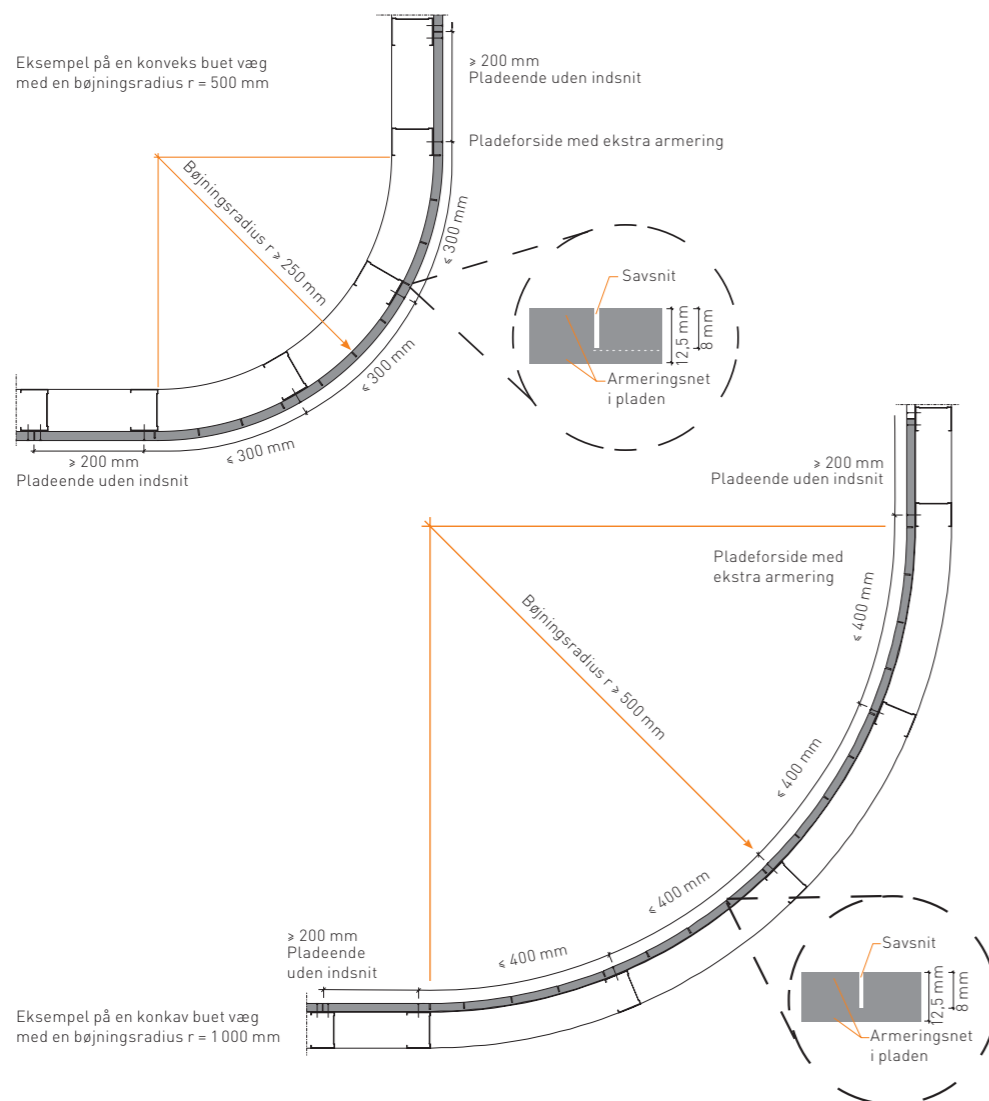 Eksempel på en konveks buet væg
med en bøjningsradius r = 500 mm
≥ 200 mm
Pladeende uden indsnit
Pladeforside med ekstra armering
Bøjningsradius r ≥ 250 mm
≤ 300 mm
≤ 300 mm
≤ 300 mm
≥ 200 mm
Pladeende uden indsnit
Savsnit
12,5 mm
8 mm
Armeringsnet
i pladen
≥ 200 mm
Pladeende uden indsnit
Pladeforside med
ekstra armering
Bøjningsradius r ≥ 500 mm
≤ 400 mm
≤ 400 mm
≤ 400 mm
≤ 400 mm
≥ 200 mm
Pladeende
uden indsnit
Savsnit
12,5 mm
8 mm
Armeringsnet
i pladen
Eksempel på en konkav buet væg
med en bøjningsradius r = 1 000 mm